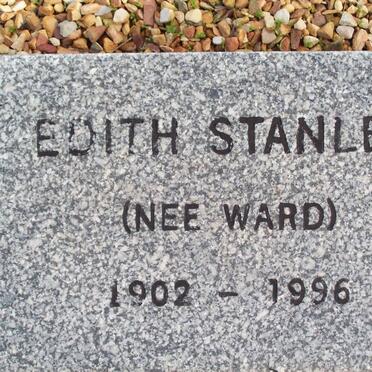 EDITH STANLE
(NEE WARD)
1902 - 1996